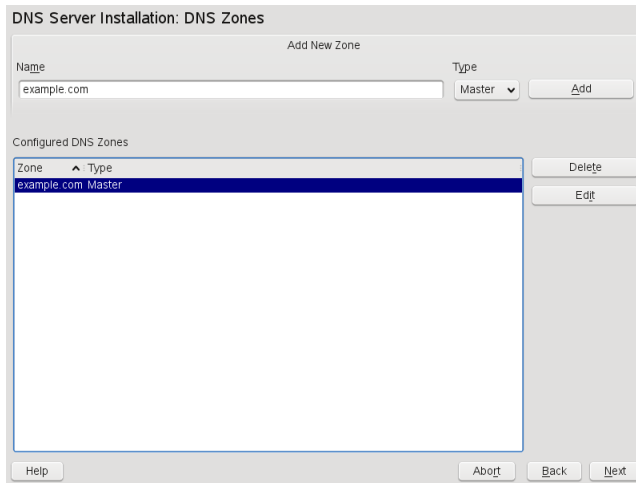 DNS Server Installation: DNS Zones
Add New Zone
Name Type
example.com Master Add
Configured DNS Zones
Zone Type Delete
example.com Master
Edit
Help Abort Back Next